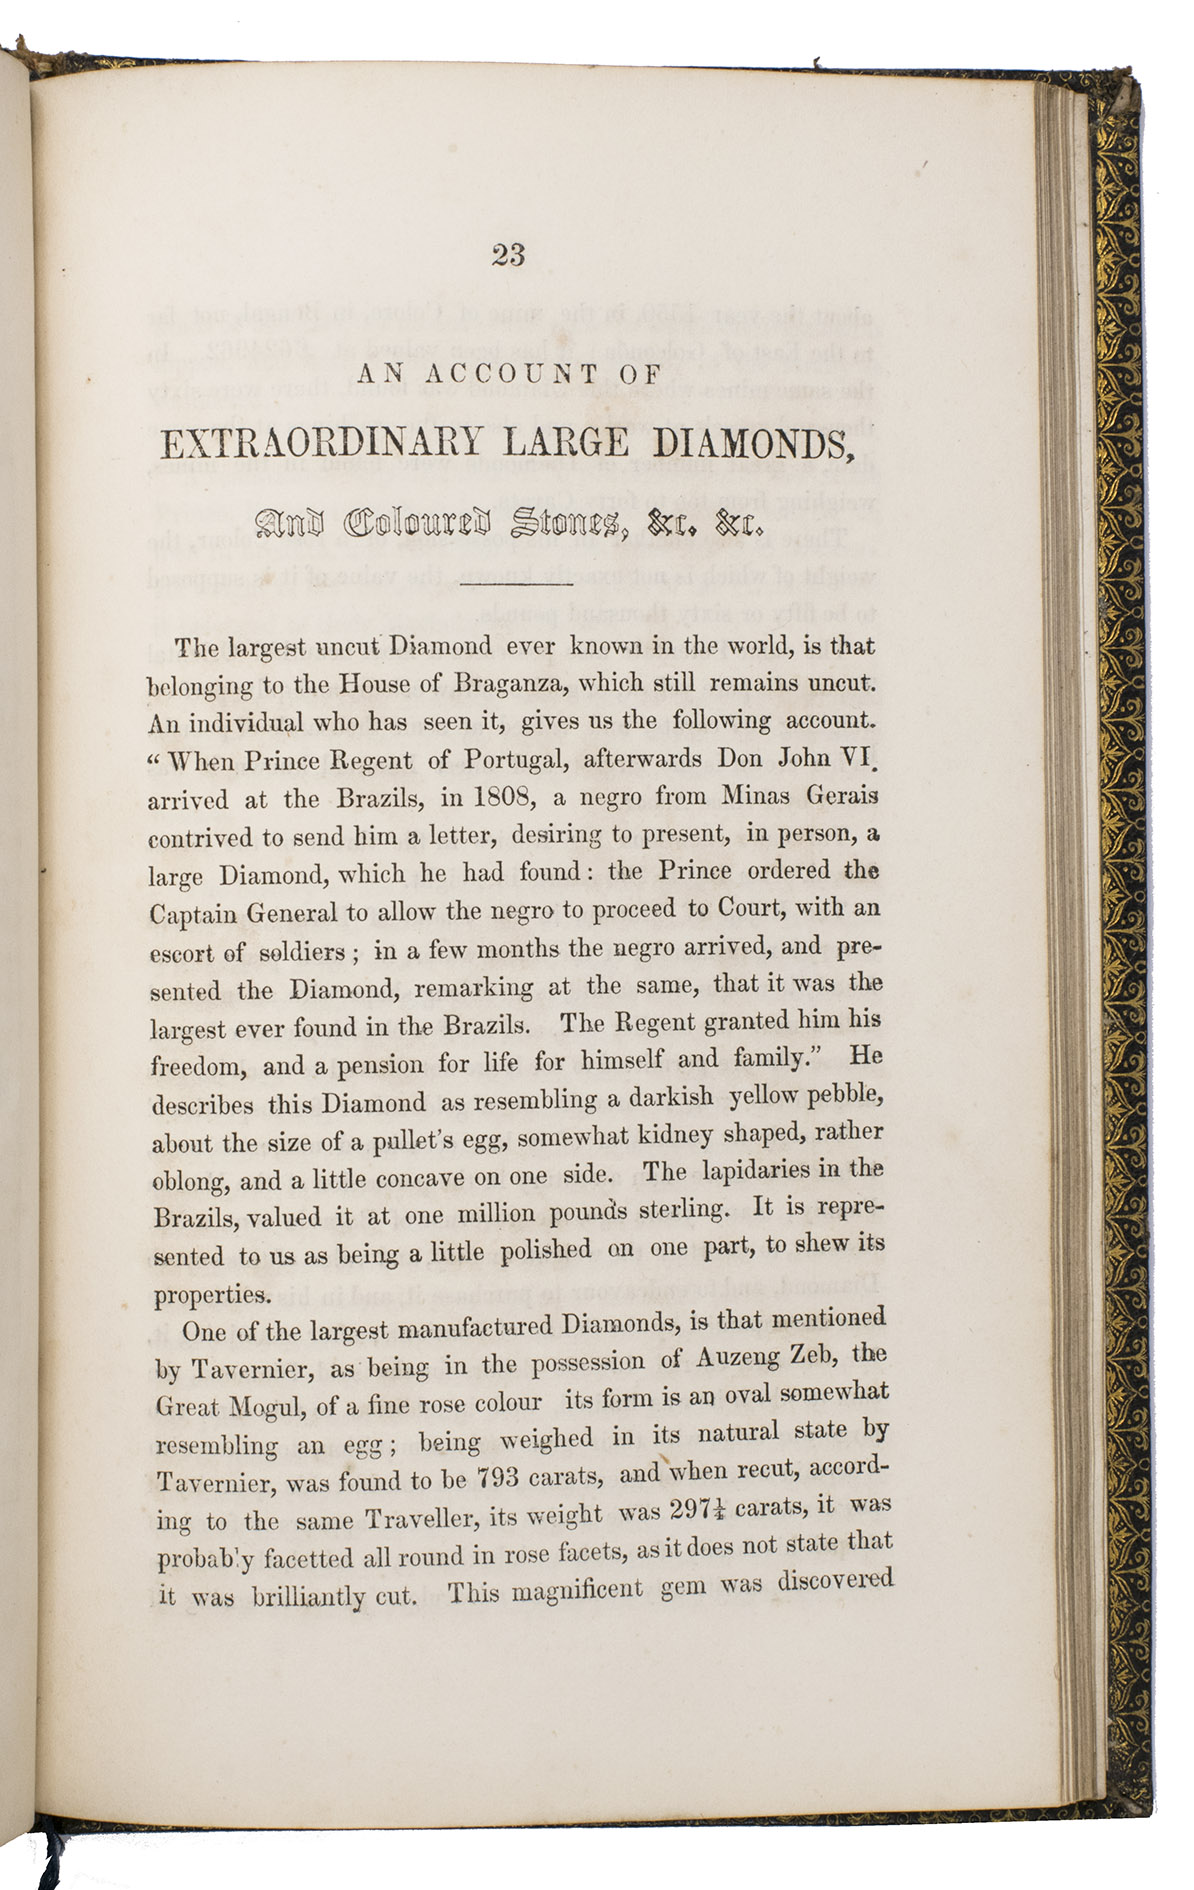 23
AN ACCOUNT OF
EXTRAORDINARY LARGE DIAMONDS,
And Coloured Stones, &c. &c.
The largest uncut Diamond ever known in the world, is that
belonging to the House of Braganza, which still remains uncut.
An individual who has seen it, gives us the following account.
“ When Prince Regent of Portugal, afterwards Don John VI.
arrived at the Brazils, in 1808, a negro from Minas Gerais
contrived to send him a letter, desiring to present, in person, a
large Diamond, which he had found: the Prince ordered the
Captain General to allow the negro to proceed to Court, with an
escort of soldiers ; in a few months the negro arrived, and pre-
sented the Diamond, remarking at the same, that it was the
largest ever found in the Brazils. The Regent granted him his
freedom, and a pension for life for himself and family.” He
describes this Diamond as resembling a darkish yellow pebble,
about the size of a pullet's egg, somewhat kidney shaped, rather
oblong, and a little concave on one side. The lapidaries in the
Brazils, valued it at one million pounds sterling. It is repre-
sented to us as being a little polished on one part, to shew its
properties.
One of the largest manufactured Diamonds, is that mentioned
by Tavernier, as being in the possession of Auzeng Zeb, the
Great Mogul, of a fine rose colour its form is an oval somewhat
resembling an egg ; being weighed in its natural state by
Tavernier, was found to be 793 carats, and when recut, accord-
ing to the same Traveller, its weight was 297¼ carats, it was
probab'y facetted all round in rose facets, as it does not state that
it was brilliantly cut. This magnificent gem was discovered